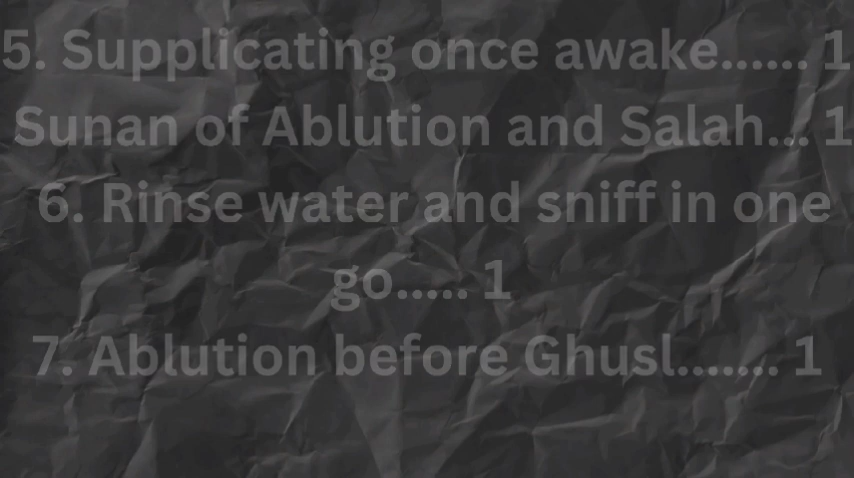 5. Supplicating once awake...... 1
Sunan of Ablution and Salah... 1
6. Rinse water and sniff in one
go..... 1
7. Ablution before Ghusl....... 1